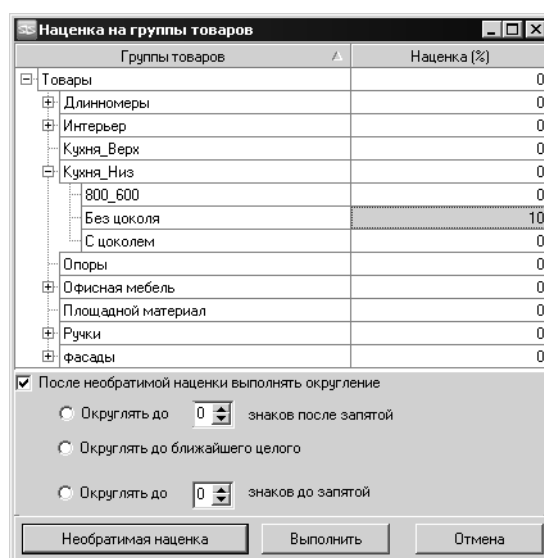 Наценка на группы товаров
Группы товаров Наценка (%)
Товары 0
Длинномеры 0
Интерьер 0
Кухня_Верх 0
Кухня_Низ 0
800_600 0
Без цоколя 10
С цоколем 0
Опоры 0
Офисная мебель 0
Площадной материал 0
Ручки 0
фасады 0
После необратимой наценки выполнять округление
Округлять до 0 знаков после запятой
Округлять до ближайшего целого
Округлять до 0 знаков до запятой
Необратимая наценка Выполнить Отмена